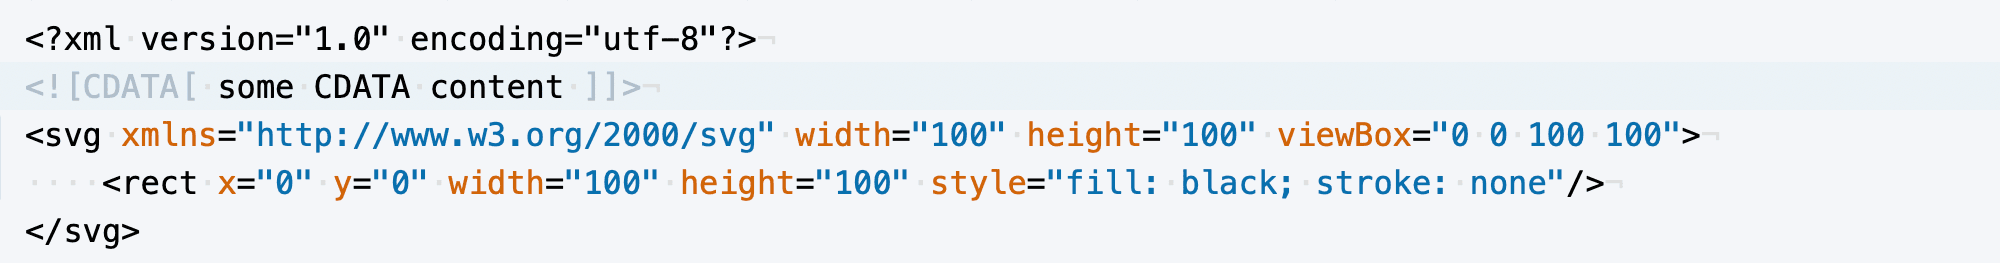 <?xml version="1.0" encoding="utf-8"?>
<![CDATA[ some CDATA content ]]>
<svg xmlns="http://www.w3.org/2000/svg" width="100" height="100" viewBox="0 0 100 100">
    <rect x="0" y="0" width="100" height="100" style="fill: black; stroke: none"/>
</svg>